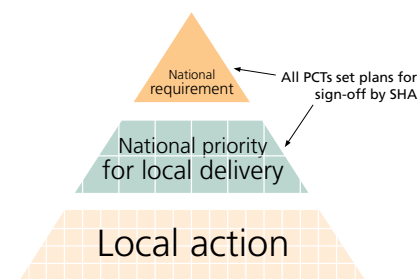 National
requirement
All PCTs set plans for
sign-off by SHA
National priority
for local delivery
Local action